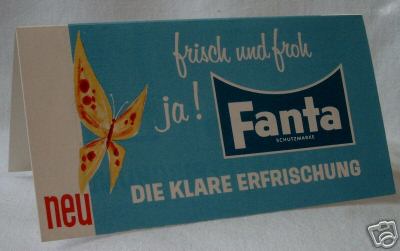 frisch und froh
ja!
Fanta
SCHUTZMARKE
neu
DIE KLARE ERFRISCHUNG